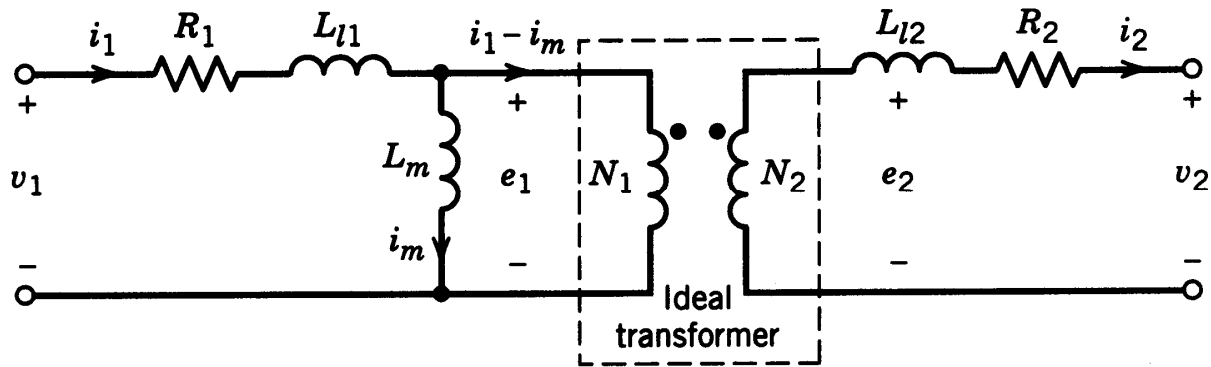 i1 R1 Ll1 i1 – im Ll2 R2 i2
+ + + +
v1 Lm e1 N1 N2 e2 v2
im
– – – –
Ideal
transformer